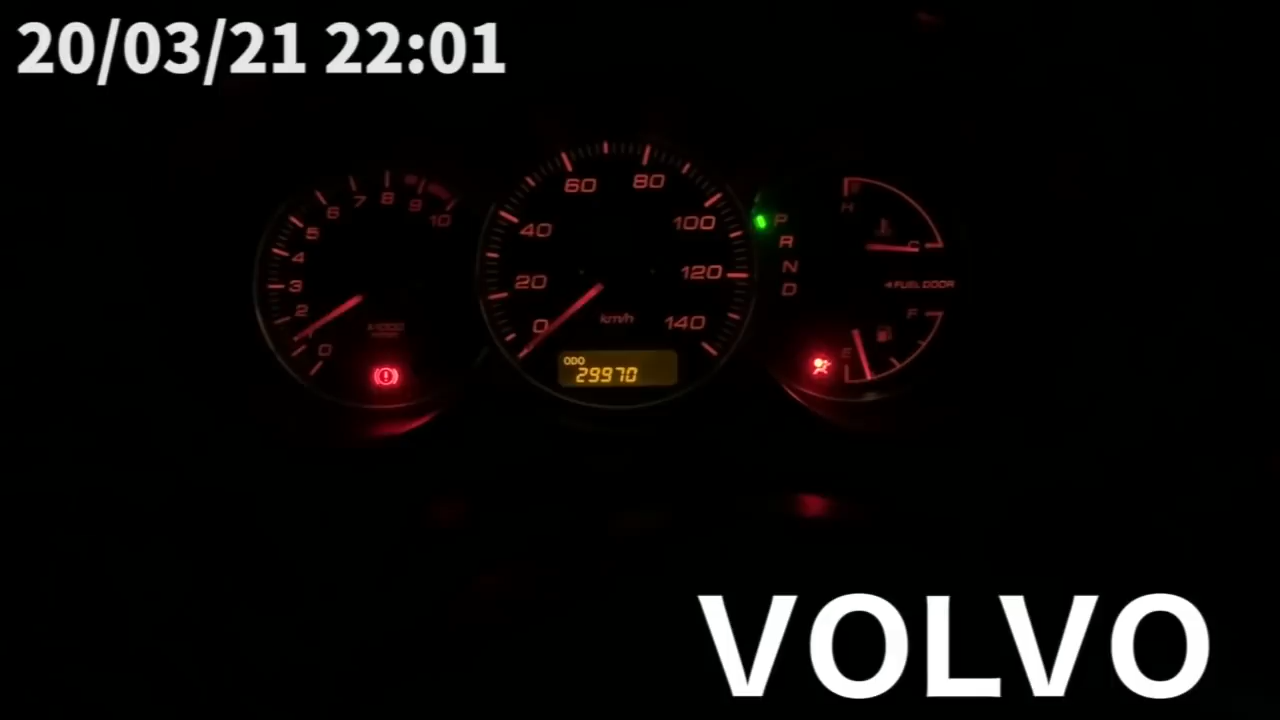 20/03/21 22:01
60 80
40 100
20 120
0 km/h 140
ODO
29970
7 8 9
6 10
5
4
3
2
1
0
X1000
P
R
N
D
H
C
◄FUEL DOOR
F
E
VOLVO